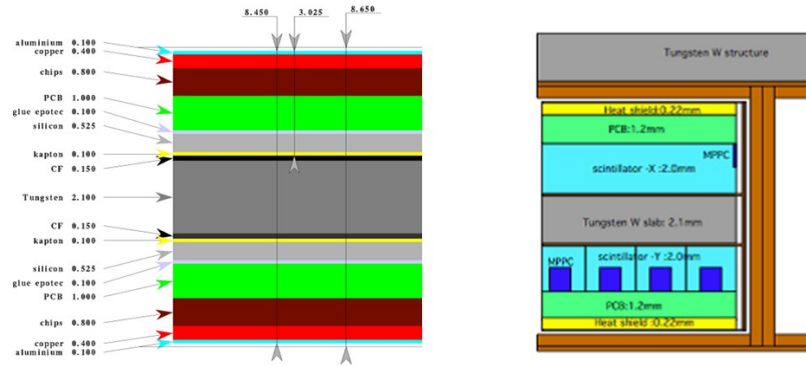 8.450 3.025 8.650
aluminium 0.100
copper 0.400
chips 0.800
PCB 1.000
glue epotec 0.100
silicon 0.525
kapton 0.100
CF 0.150
Tungsten 2.100
CF 0.150
kapton 0.100
silicon 0.525
glue epotec 0.100
PCB 1.000
chips 0.800
copper 0.400
aluminium 0.100
Tungsten W structure
Heat shield:0.22mm
PCB:1.2mm
MPPC
scintillator -X :2.0mm
Tungsten W slab: 2.1mm
MPPC
scintillator -Y :2.0mm
PCB:1.2mm
Heat shield:0.22mm